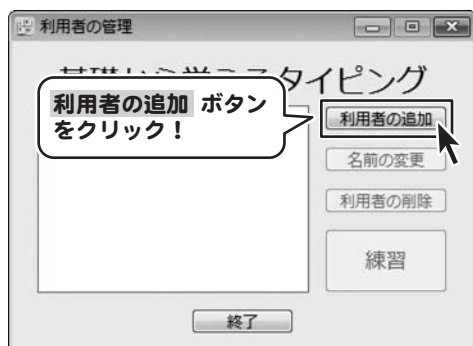 利用者の管理
タイピング
利用者の追加 ボタン
をクリック！
利用者の追加
名前の変更
利用者の削除
練習
終了